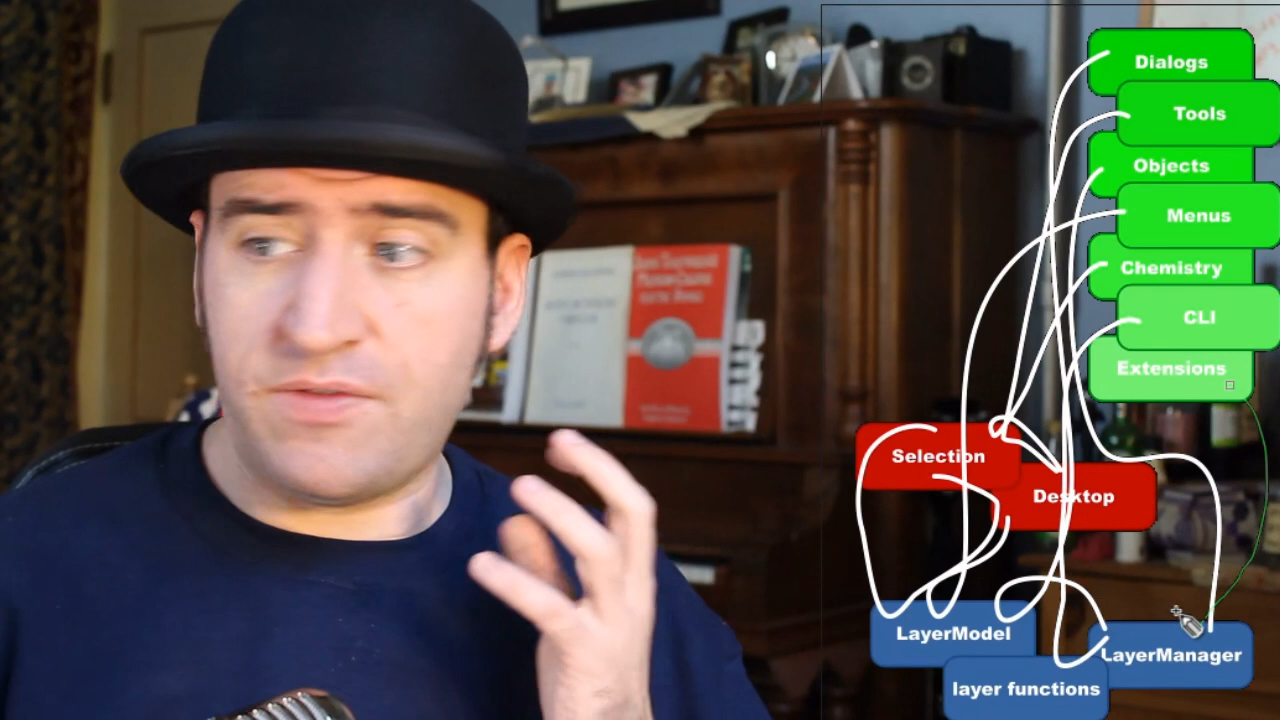 Dialogs
Tools
Objects
Menus
Chemistry
CLI
Extensions
Selection
Desktop
LayerModel
LayerManager
layer functions